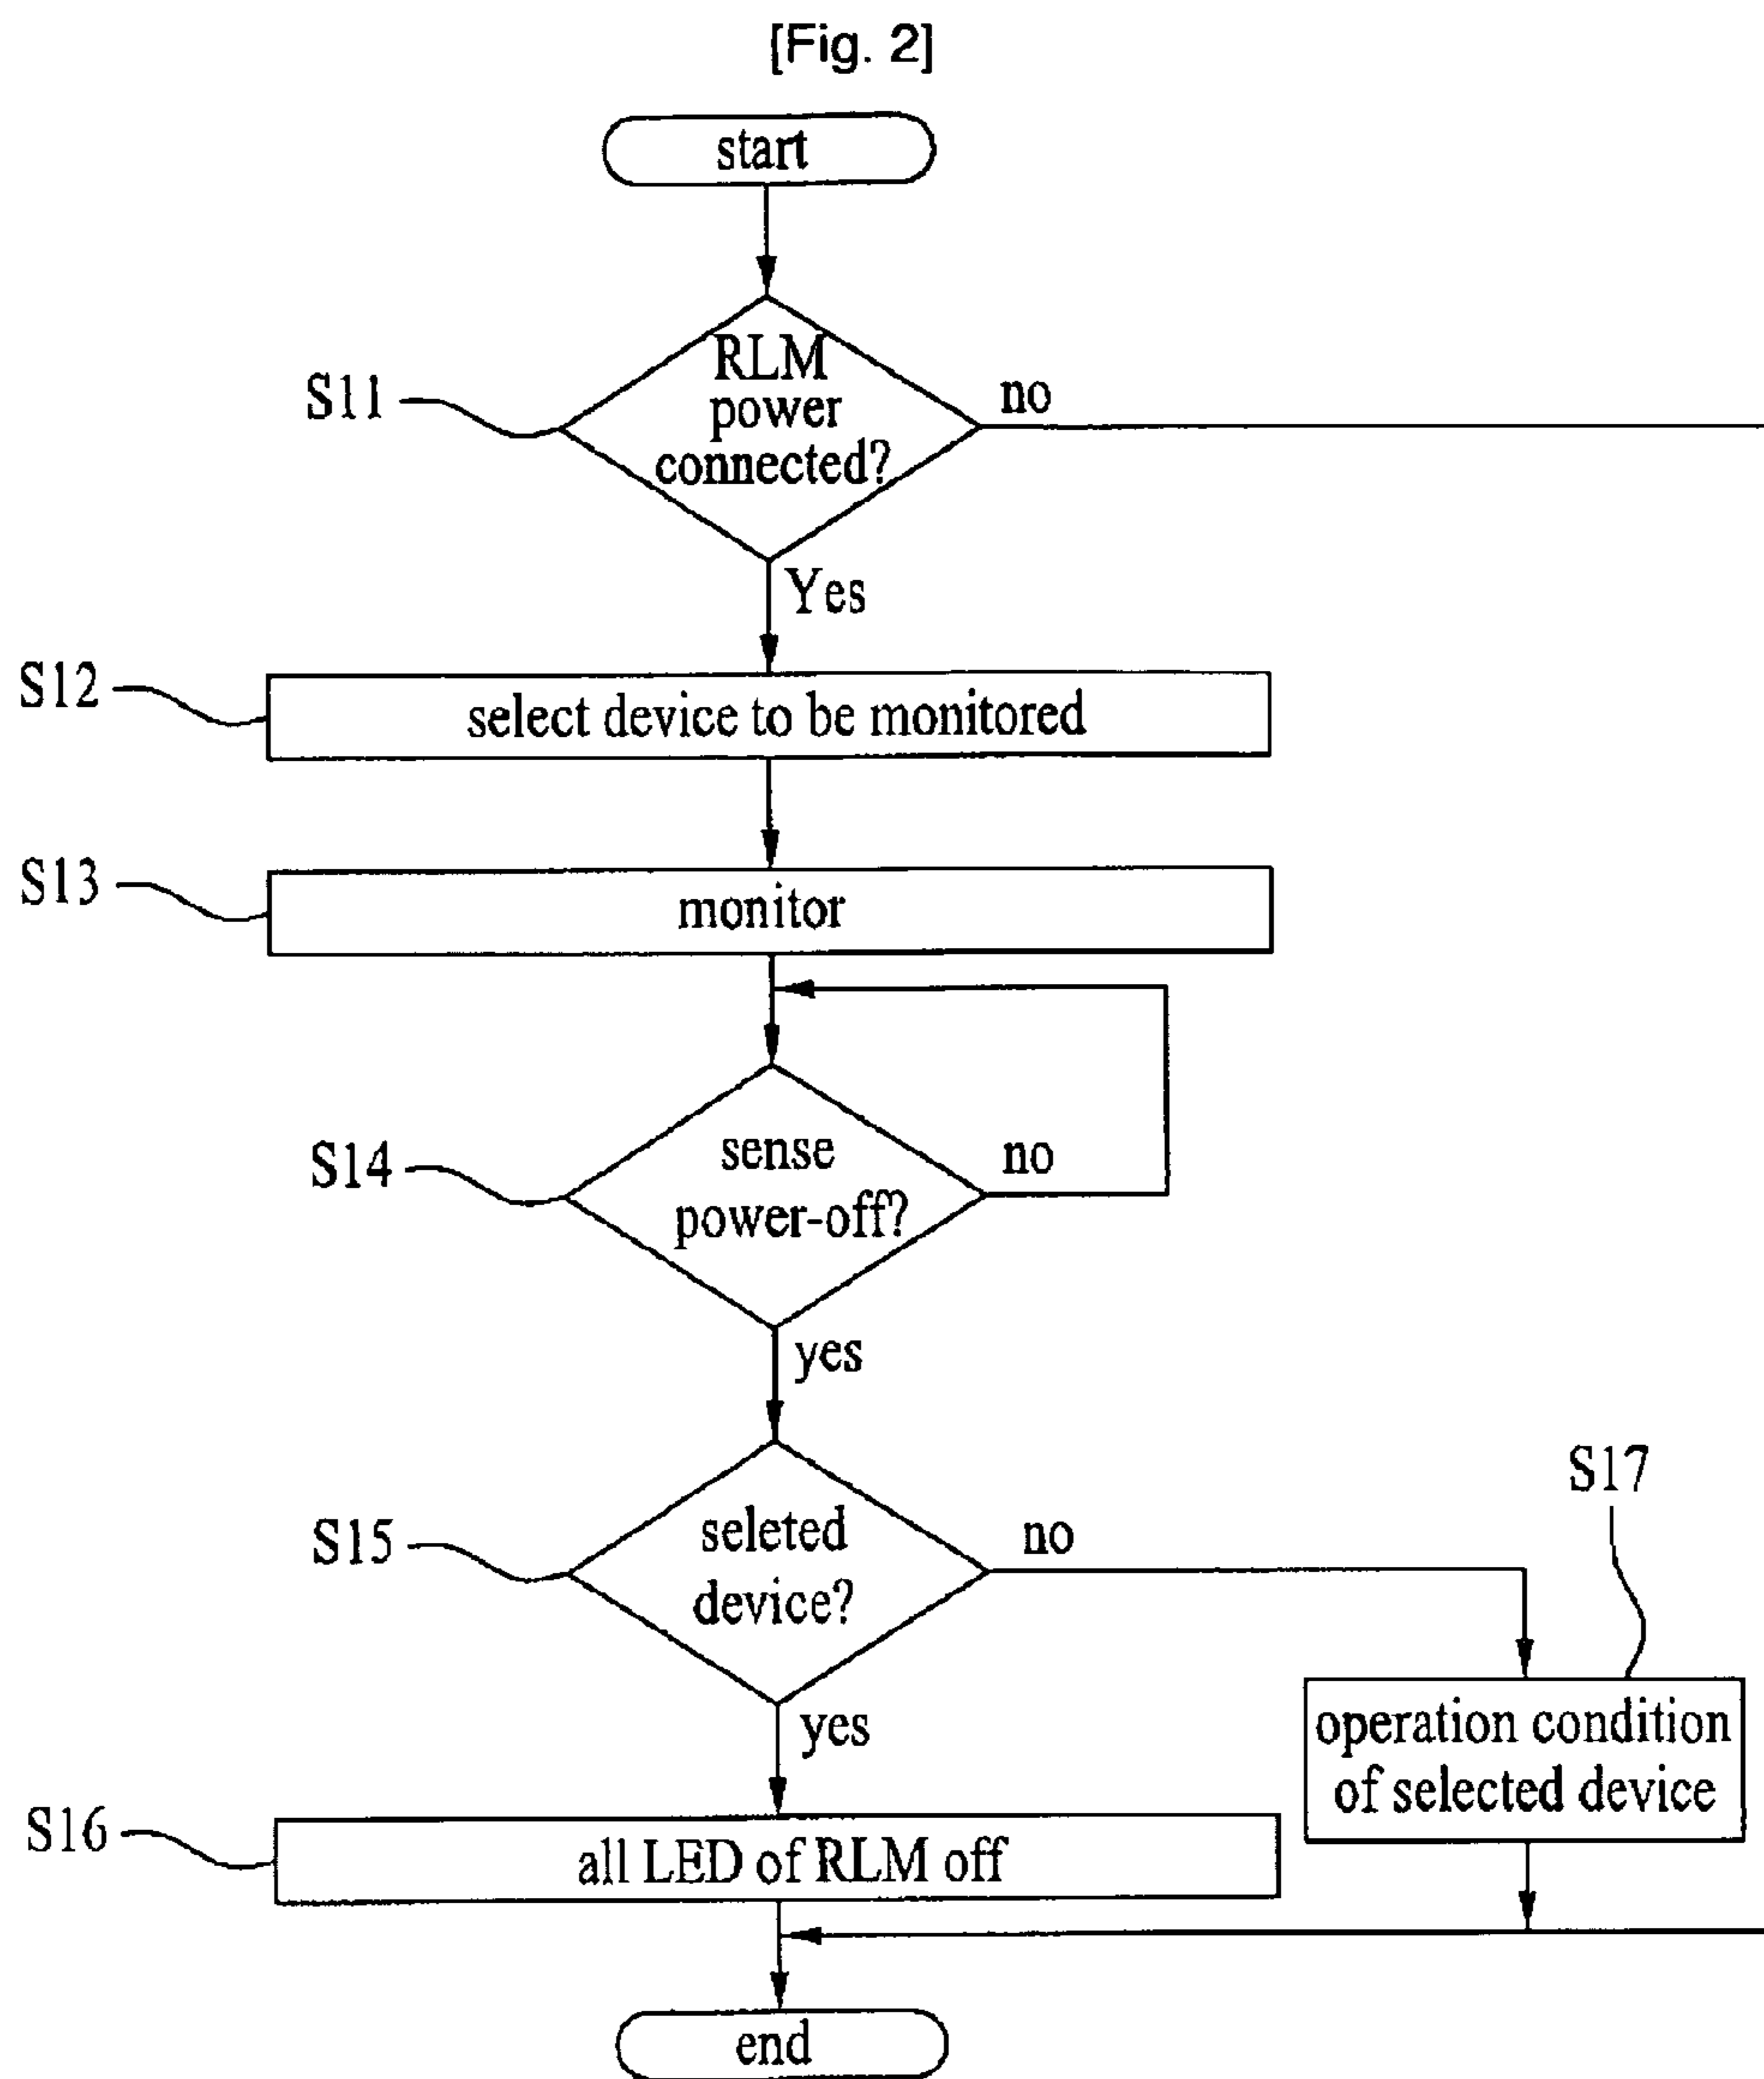 [Fig. 2]
start
S11
RLM
power
connected?
no
Yes
S12
select device to be monitored
S13
monitor
S14
sense
power-off?
no
yes
S15
seleted
device?
no
S17
yes
operation condition
of selected device
S16
all LED of RLM off
end